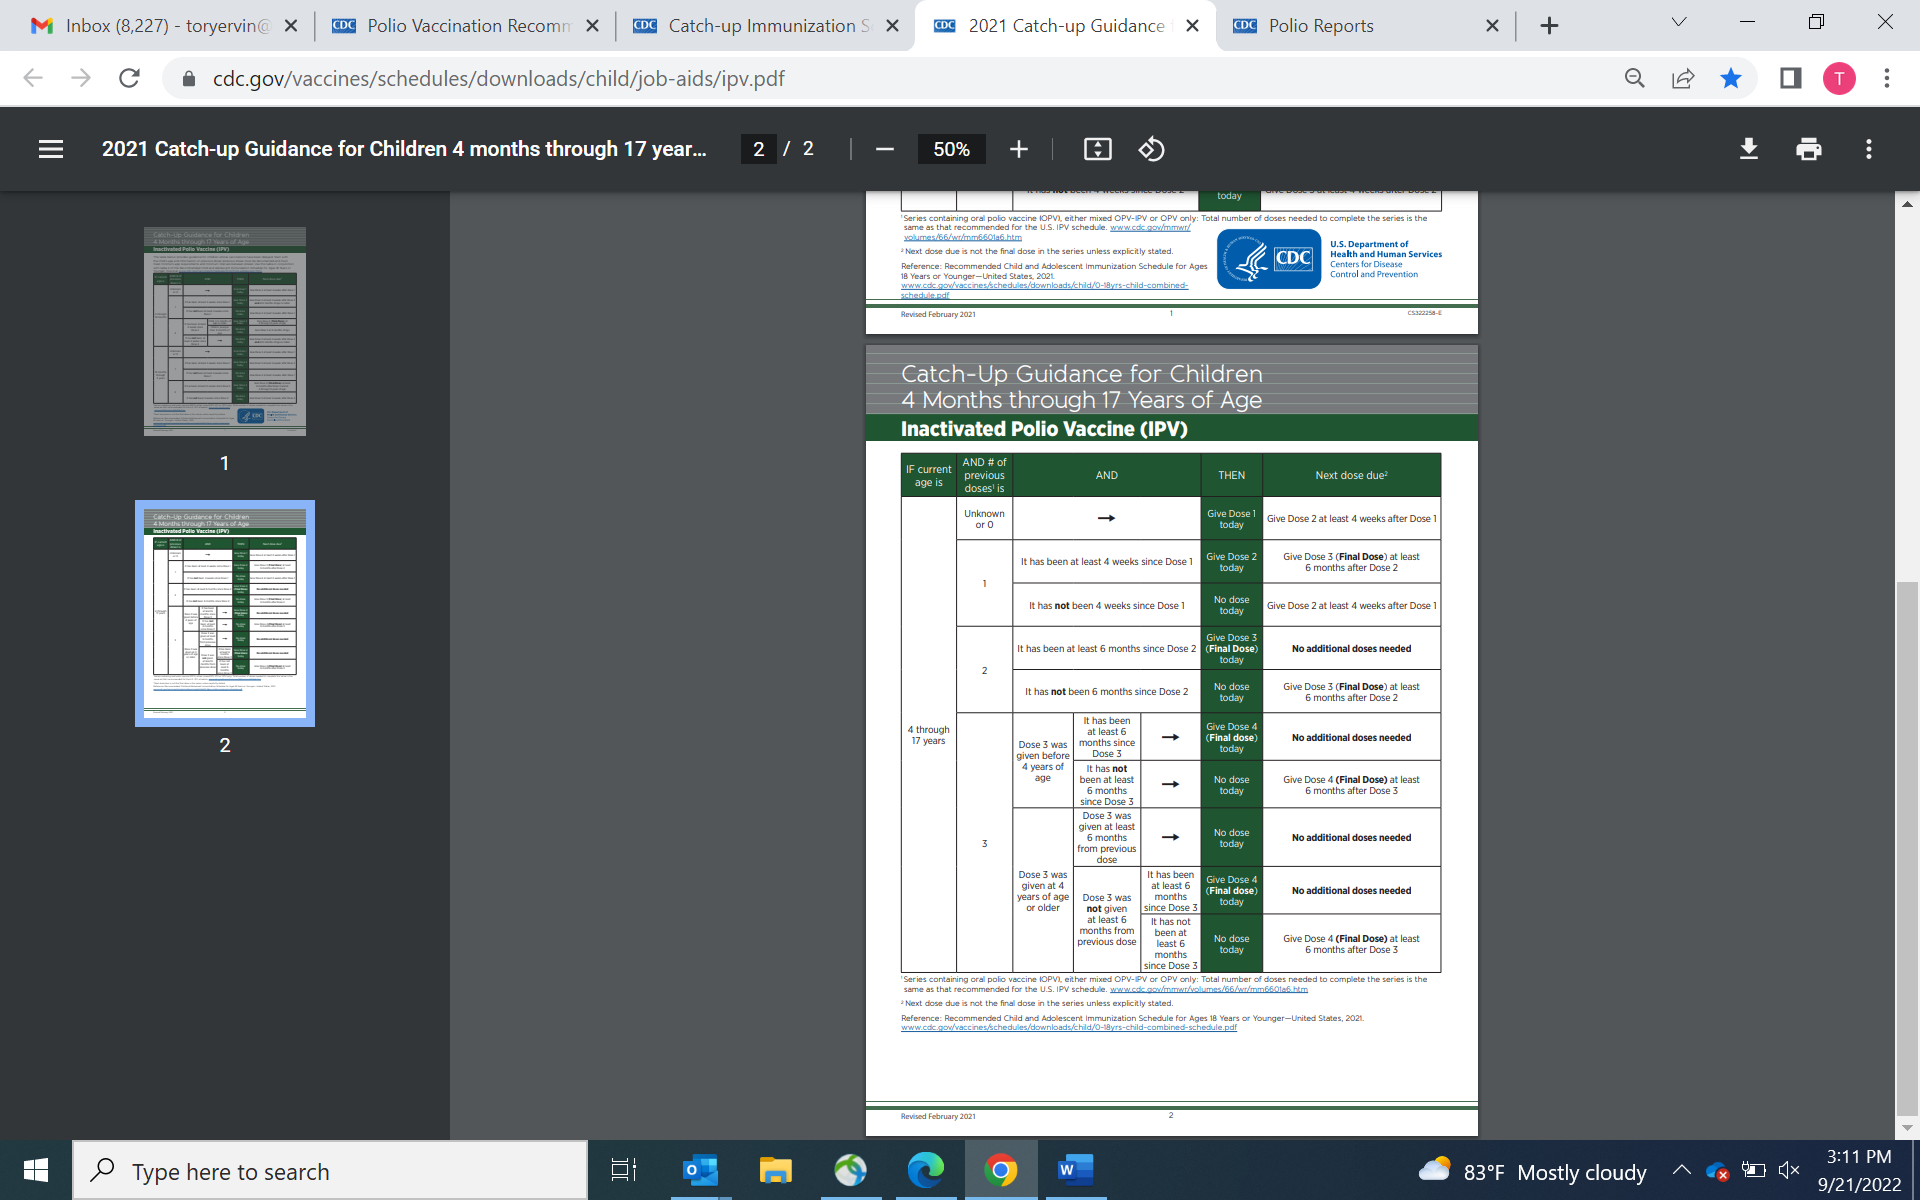 Inbox (8,227) - toryervin@
Polio Vaccination Recomm
Catch-up Immunization S
2021 Catch-up Guidance
Polio Reports
cdc.gov/vaccines/schedules/downloads/child/job-aids/ipv.pdf
T
2021 Catch-up Guidance for Children 4 months through 17 year...
2 / 2
50%
1
2
today
¹ Series containing oral polio vaccine (OPV), either mixed OPV-IPV or OPV only: Total number of doses needed to complete the series is the
same as that recommended for the U.S. IPV schedule. www.cdc.gov/mmwr/
volumes/66/wr/mm6601a6.htm
² Next dose due is not the final dose in the series unless explicitly stated.
Reference: Recommended Child and Adolescent Immunization Schedule for Ages
18 Years or Younger—United States, 2021.
www.cdc.gov/vaccines/schedules/downloads/child/0-18yrs-child-combined-
schedule.pdf
CDC
U.S. Department of
Health and Human Services
Centers for Disease
Control and Prevention
Revised February 2021
1
CS322258-E
Catch-Up Guidance for Children
4 Months through 17 Years of Age
Inactivated Polio Vaccine (IPV)
IF current
age is
AND # of
previous
doses¹ is
AND
THEN
Next dose due²
4 through
17 years
Unknown
or 0
→
Give Dose 1
today
Give Dose 2 at least 4 weeks after Dose 1
1
It has been at least 4 weeks since Dose 1
Give Dose 2
today
Give Dose 3 (Final Dose) at least
6 months after Dose 2
It has not been 4 weeks since Dose 1
No dose
today
Give Dose 2 at least 4 weeks after Dose 1
2
It has been at least 6 months since Dose 2
Give Dose 3
(Final Dose)
today
No additional doses needed
It has not been 6 months since Dose 2
No dose
today
Give Dose 3 (Final Dose) at least
6 months after Dose 2
3
Dose 3 was
given before
4 years of
age
It has been
at least 6
months since
Dose 3
→
Give Dose 4
(Final dose)
today
No additional doses needed
It has not
been at least
6 months
since Dose 3
→
No dose
today
Give Dose 4 (Final Dose) at least
6 months after Dose 3
Dose 3 was
given at 4
years of age
or older
Dose 3 was
given at least
6 months
from previous
dose
→
No dose
today
No additional doses needed
Dose 3 was
not given
at least 6
months from
previous dose
It has been
at least 6
months
since Dose 3
Give Dose 4
(Final dose)
today
No additional doses needed
It has not
been at
least 6
months
since Dose 3
No dose
today
Give Dose 4 (Final Dose) at least
6 months after Dose 3
¹ Series containing oral polio vaccine (OPV), either mixed OPV-IPV or OPV only: Total number of doses needed to complete the series is the
same as that recommended for the U.S. IPV schedule. www.cdc.gov/mmwr/volumes/66/wr/mm6601a6.htm
² Next dose due is not the final dose in the series unless explicitly stated.
Reference: Recommended Child and Adolescent Immunization Schedule for Ages 18 Years or Younger—United States, 2021.
www.cdc.gov/vaccines/schedules/downloads/child/0-18yrs-child-combined-schedule.pdf
Revised February 2021
2
Type here to search
83°F Mostly cloudy
3:11 PM
9/21/2022